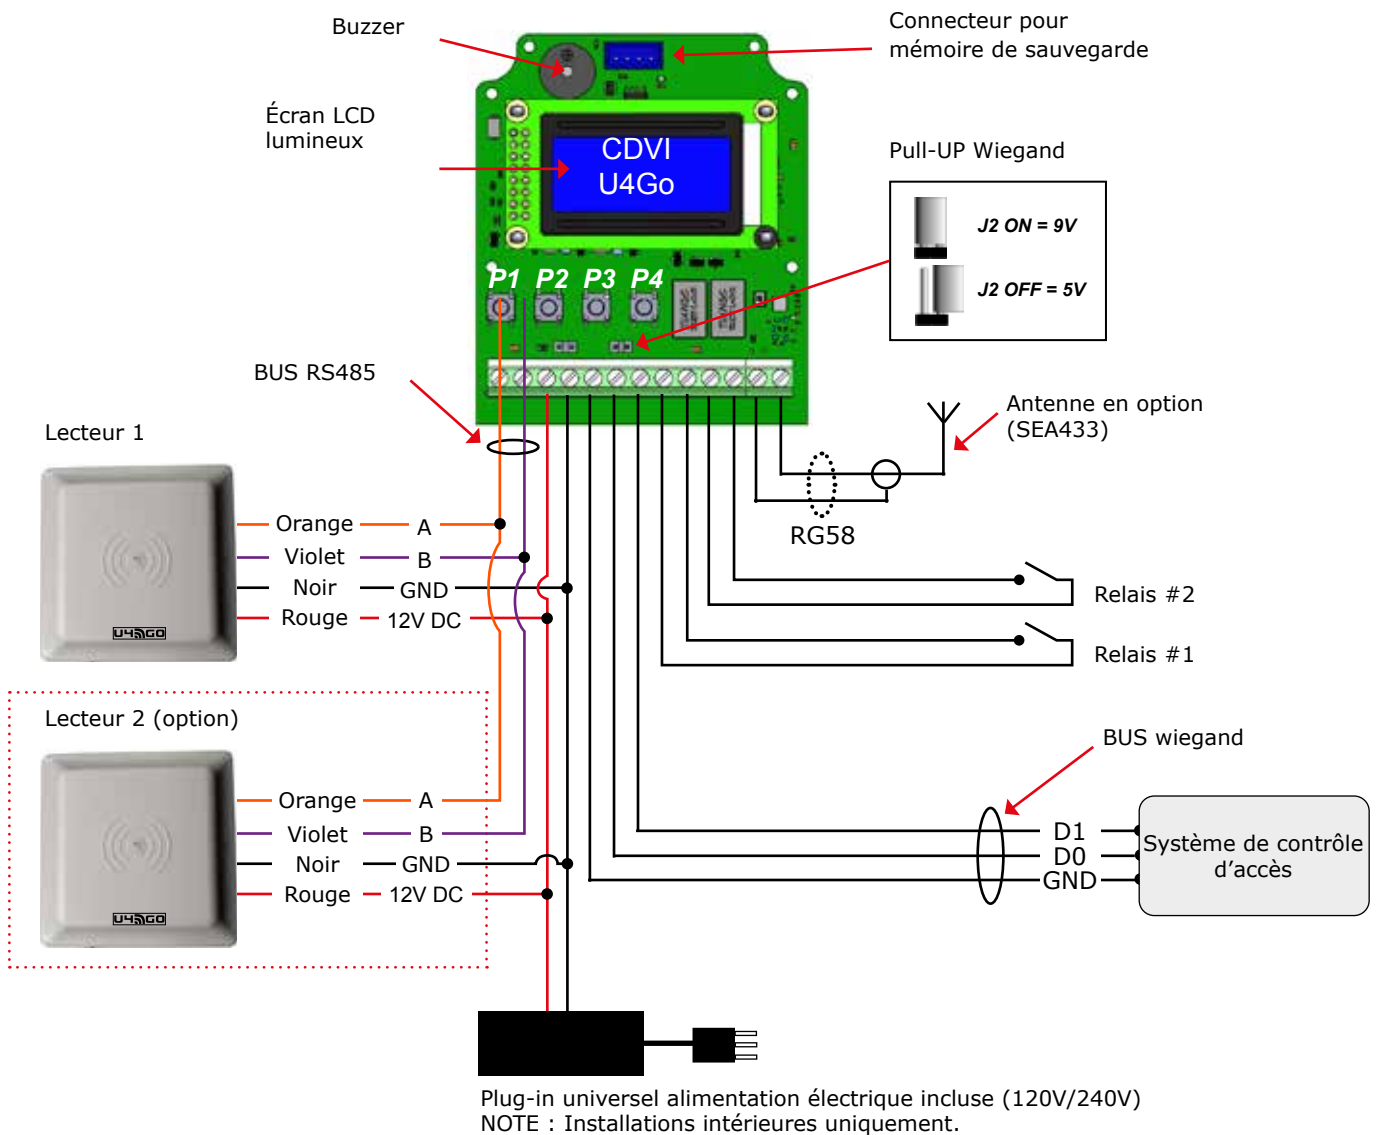 Buzzer
Connecteur pour
mémoire de sauvegarde
Écran LCD
lumineux
CDVI
U4Go
Pull-UP Wiegand
J2 ON = 9V
J2 OFF = 5V
P1 P2 P3 P4
BUS RS485
Antenne en option
(SEA433)
RG58
Lecteur 1
Orange A
Violet B
Noir GND
Rouge 12V DC
U4GO
Relais #2
Relais #1
Lecteur 2 (option)
Orange A
Violet B
Noir GND
Rouge 12V DC
U4GO
BUS wiegand
D1
D0
GND
Système de contrôle
d’accès
Plug-in universel alimentation électrique incluse (120V/240V)
NOTE : Installations intérieures uniquement.